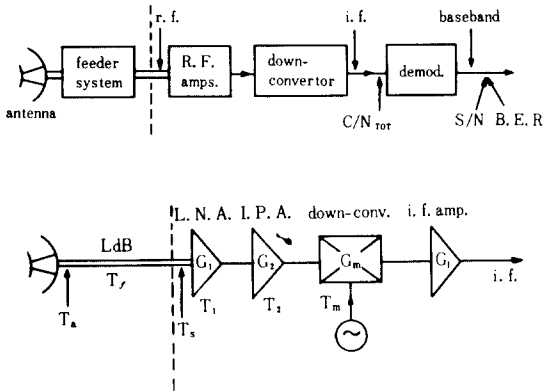 r. f.
i. f.
baseband
feeder system
R. F. amps.
down-convertor
demod.
antenna
C/N TOT
S/N B. E. R
L. N. A. I. P. A. down-conv. i. f. amp.
LdB
G₁
G₂
Gm
G₁
i. f.
Tf
T₁
T₂
Tm
Ta
Ts